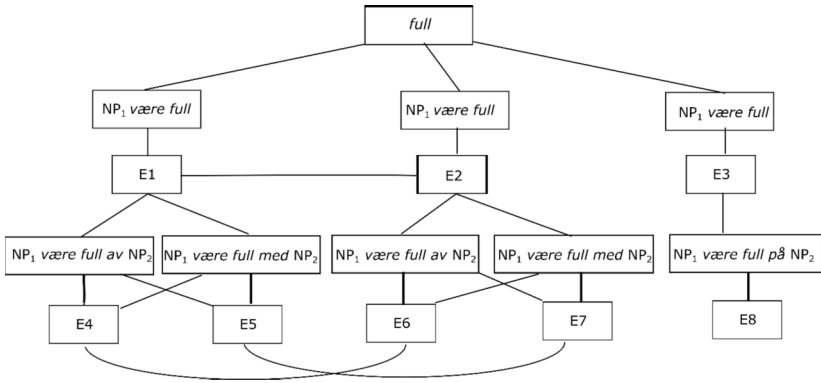 full
NP₁ være full
NP₁ være full
NP₁ være full
E1
E2
E3
NP₁ være full av NP₂
NP₁ være full med NP₂
NP₁ være full av NP₂
NP₁ være full med NP₂
NP₁ være full på NP₂
E4
E5
E6
E7
E8